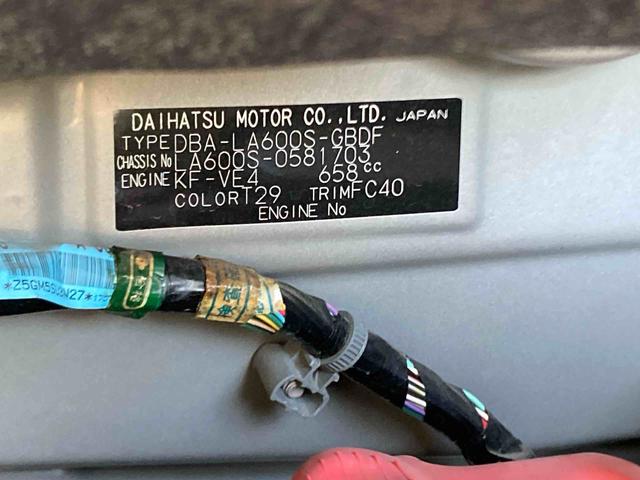 DAIHATSU MOTOR CO.,LTD. JAPAN
TYPE DBA-LA600S-GBDF
CHASSIS No LA600S-0581703
ENGINE KF-VE4 658cc
COLOR T29 TRIM FC40
ENGINE No